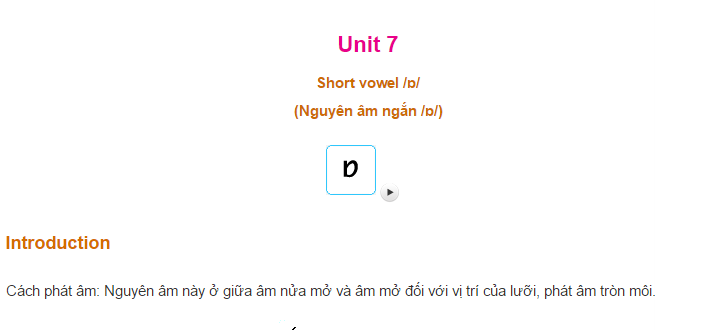 Unit 7
Short vowel /ɒ/
(Nguyên âm ngắn /ɒ/)
ɒ
Introduction
Cách phát âm: Nguyên âm này ở giữa âm nửa mở và âm mở đối với vị trí của lưỡi, phát âm tròn môi.